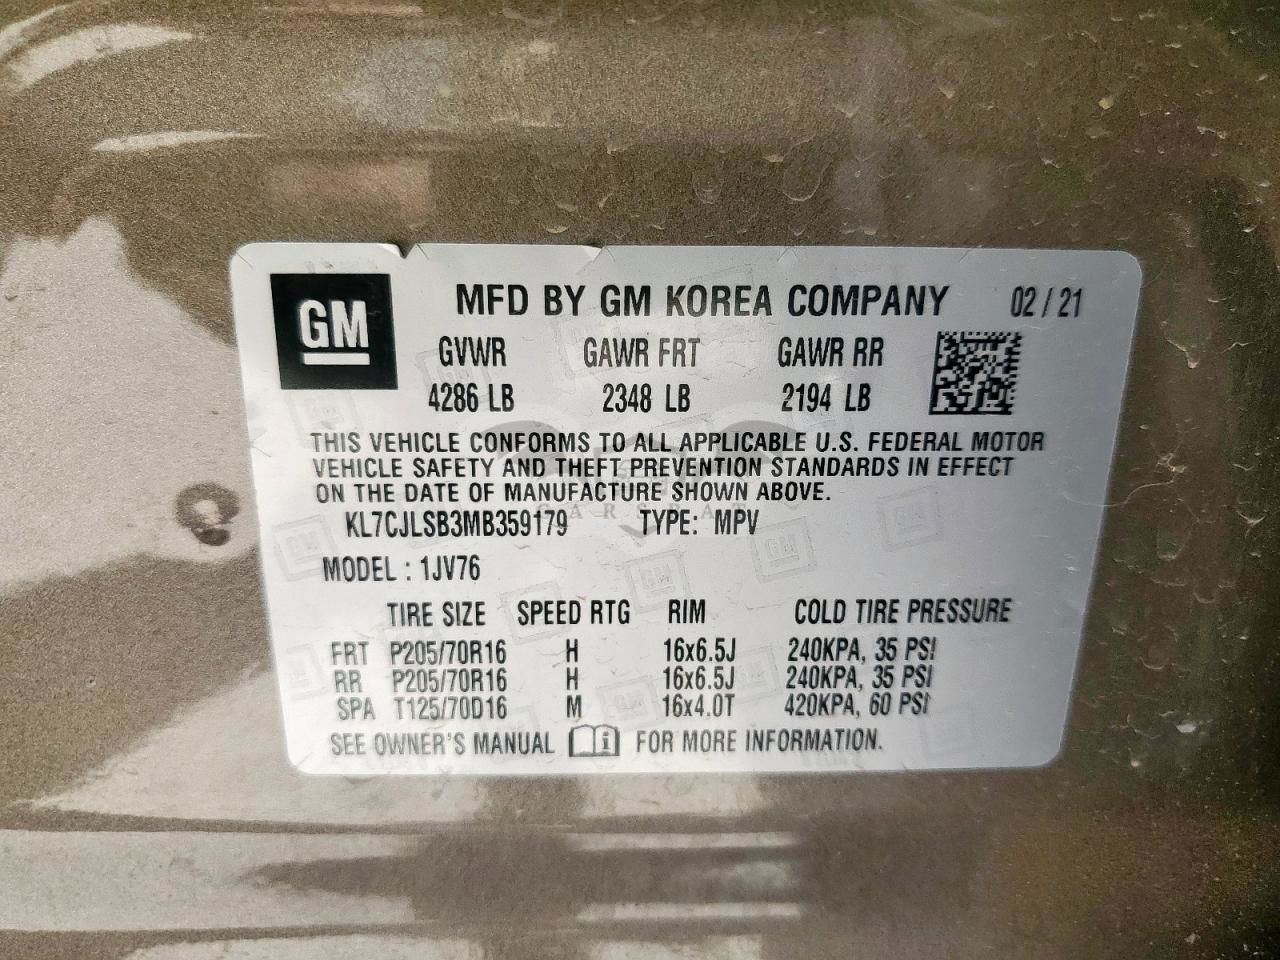 GM
MFD BY GM KOREA COMPANY 02 / 21
GVWR GAWR FRT GAWR RR
4286 LB 2348 LB 2194 LB
THIS VEHICLE CONFORMS TO ALL APPLICABLE U.S. FEDERAL MOTOR
VEHICLE SAFETY AND THEFT PREVENTION STANDARDS IN EFFECT
ON THE DATE OF MANUFACTURE SHOWN ABOVE.
KL7CJLSB3MB359179 TYPE: MPV
MODEL : 1JV76
TIRE SIZE SPEED RTG RIM COLD TIRE PRESSURE
FRT P205/70R16 H 16x6.5J 240KPA, 35 PSI
RR P205/70R16 H 16x6.5J 240KPA, 35 PSI
SPA T125/70D16 M 16x4.0T 420KPA, 60 PSI
SEE OWNER'S MANUAL FOR MORE INFORMATION.